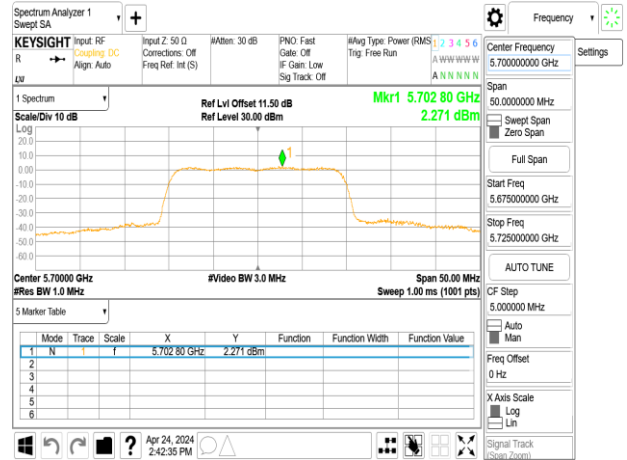 Spectrum Analyzer 1
Swept SA
+
Frequency
Settings
KEYSIGHT
R
LXI
Input: RF
Coupling: DC
Align: Auto
Input Z: 50 Ω
Corrections: Off
Freq Ref: Int (S)
#Atten: 30 dB
PNO: Fast
Gate: Off
IF Gain: Low
Sig Track: Off
#Avg Type: Power (RMS
Trig: Free Run
1 2 3 4 5 6
A W W W W W
A N N N N N
1 Spectrum
Scale/Div 10 dB
Ref Lvl Offset 11.50 dB
Ref Level 30.00 dBm
Mkr1 5.702 80 GHz
2.271 dBm
Log
20.0
10.0
0.00
-10.0
-20.0
-30.0
-40.0
-50.0
-60.0
1
Center 5.70000 GHz
#Res BW 1.0 MHz
#Video BW 3.0 MHz
Span 50.00 MHz
Sweep 1.00 ms (1001 pts)
5 Marker Table
Mode Trace Scale X Y Function Function Width Function Value
1 N 1 f 5.702 80 GHz 2.271 dBm
2
3
4
5
6
?
Apr 24, 2024
2:42:35 PM
Center Frequency
5.700000000 GHz
Span
50.0000000 MHz
Swept Span
Zero Span
Full Span
Start Freq
5.675000000 GHz
Stop Freq
5.725000000 GHz
AUTO TUNE
CF Step
5.000000 MHz
Auto
Man
Freq Offset
0 Hz
X Axis Scale
Log
Lin
Signal Track
(Span Zoom)